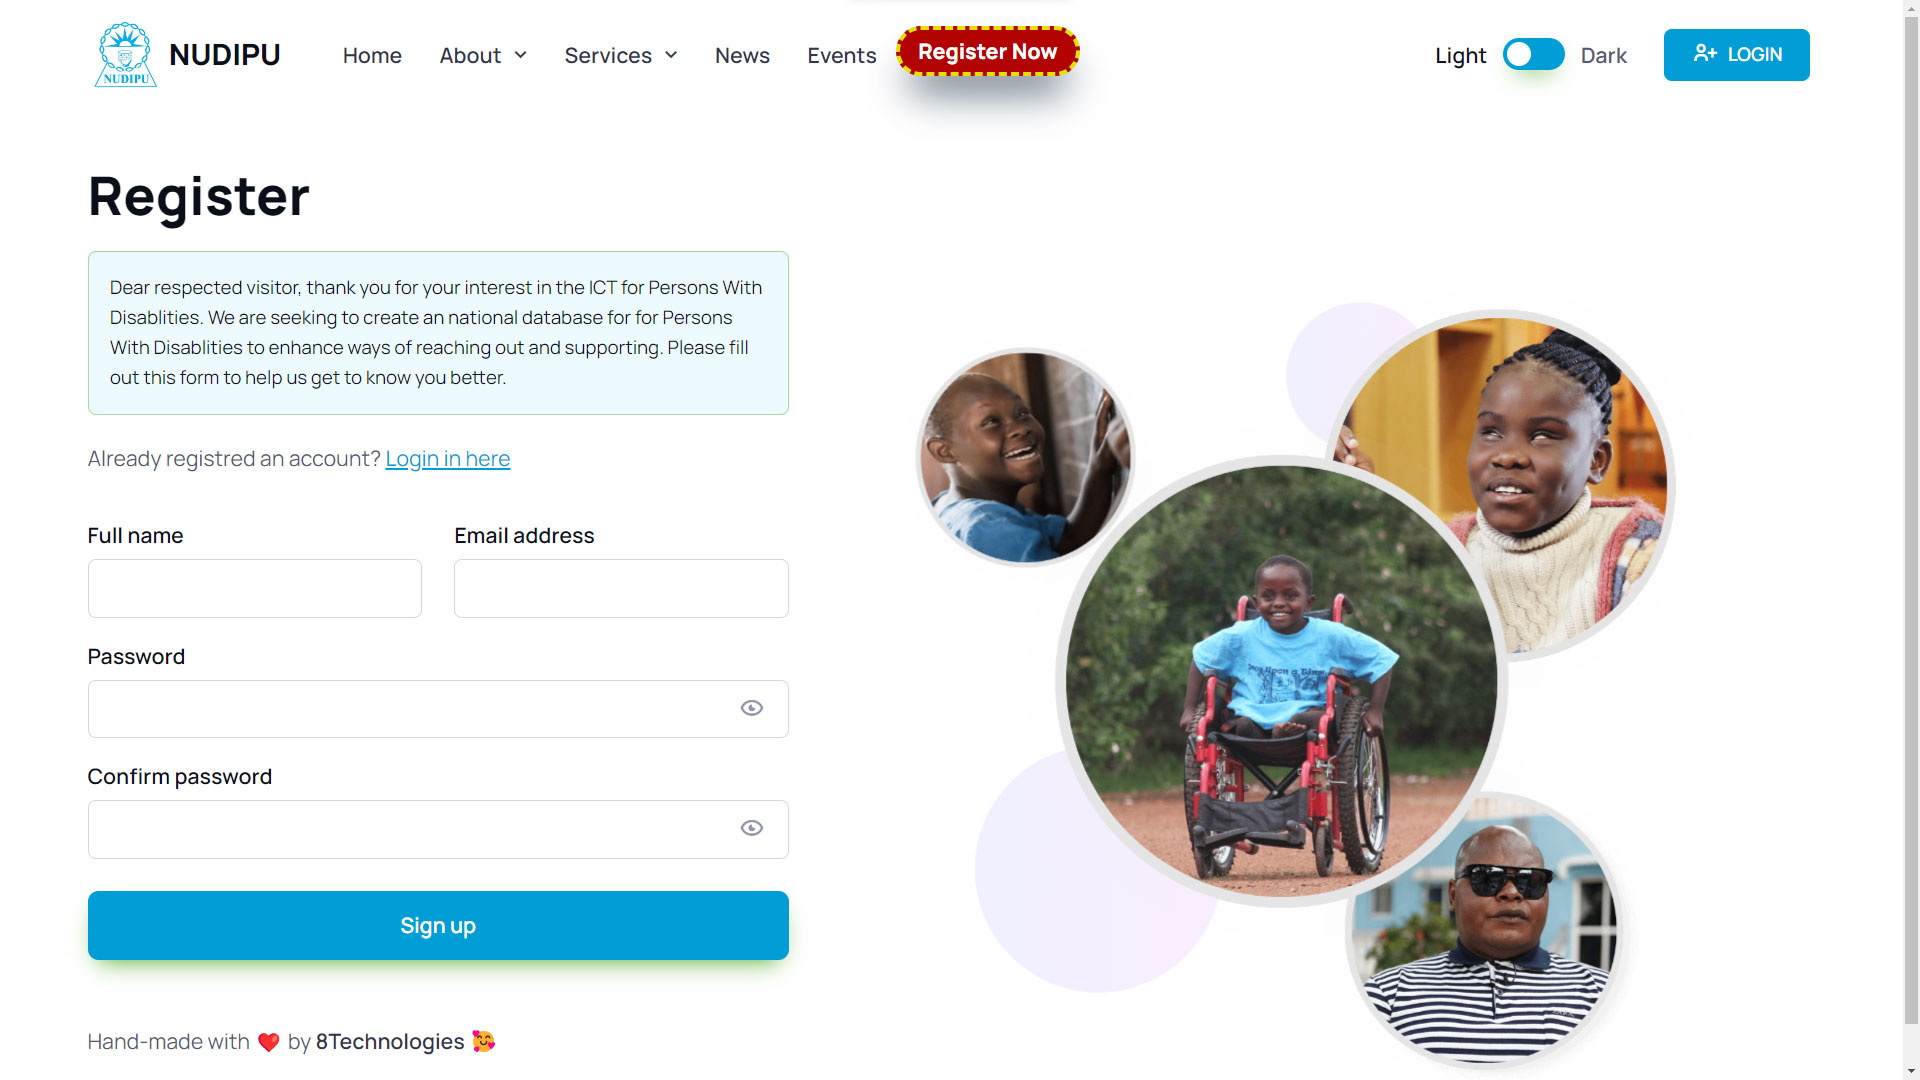 NUDIPU
NUDIPU
Home
About
Services
News
Events
Register Now
Light
Dark
LOGIN
Register
Dear respected visitor, thank you for your interest in the ICT for Persons With
Disablities. We are seeking to create an national database for for Persons
With Disablities to enhance ways of reaching out and supporting. Please fill
out this form to help us get to know you better.
Already registred an account? Login in here
Full name
Email address
Password
Confirm password
Sign up
Hand-made with ❤️ by 8Technologies 🥰